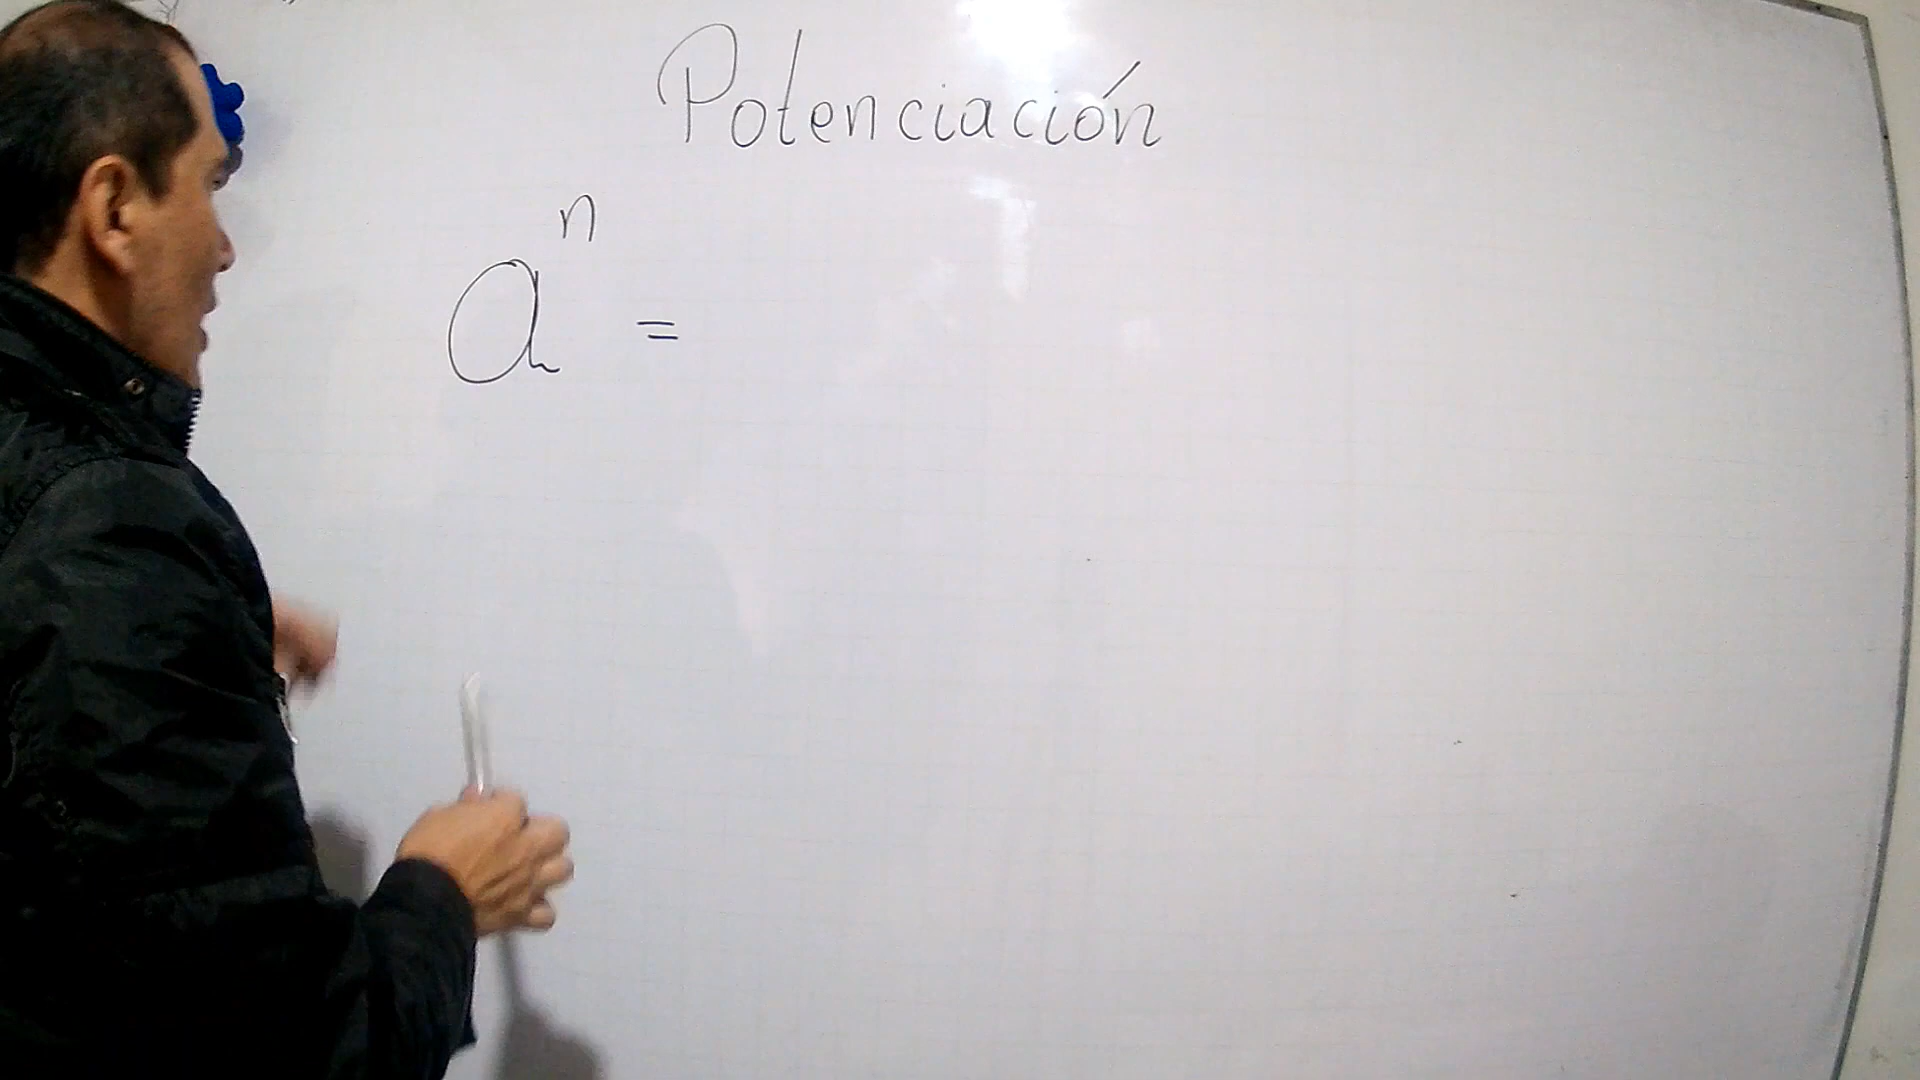 Potenciación
aⁿ =